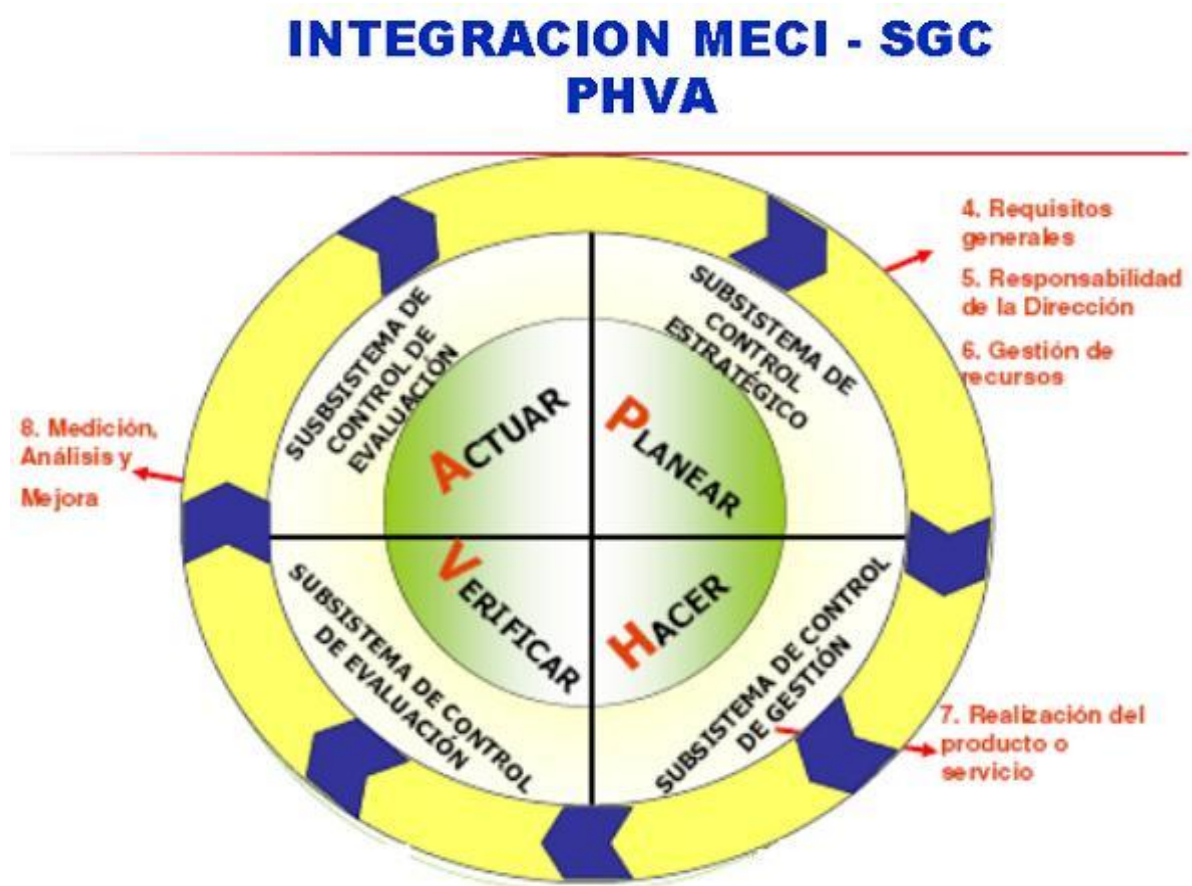 INTEGRACION MECI - SGC
PHVA
4. Requisitos
generales
5. Responsabilidad
de la Dirección
6. Gestión de
recursos
SUBSISTEMA DE
CONTROL
ESTRATÉGICO
PLANEAR
HACER
SUBSISTEMA DE CONTROL
DE GESTIÓN
7. Realización del
producto o
servicio
VERIFICAR
SUBSISTEMA DE CONTROL
DE EVALUACIÓN
ACTUAR
SUSBSISTEMA DE
CONTROL DE
EVALUACIÓN
8. Medición,
Análisis y
Mejora